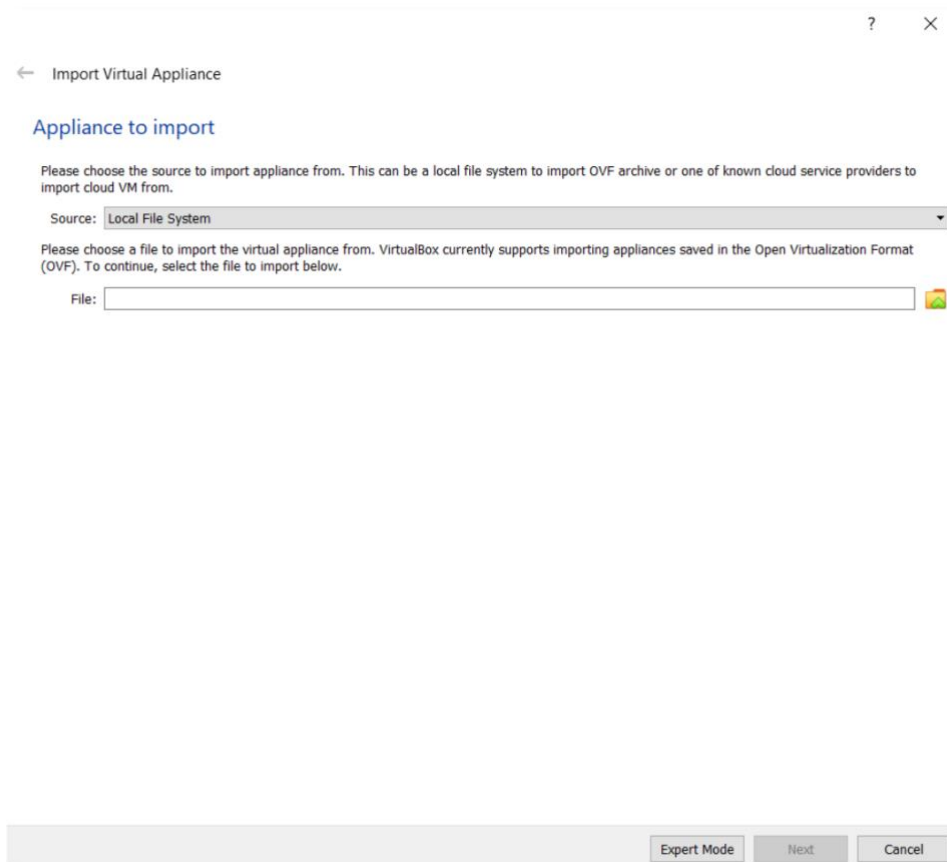 ?
Import Virtual Appliance
Appliance to import
Please choose the source to import appliance from. This can be a local file system to import OVF archive or one of known cloud service providers to
import cloud VM from.
Source: Local File System
Please choose a file to import the virtual appliance from. VirtualBox currently supports importing appliances saved in the Open Virtualization Format
(OVF). To continue, select the file to import below.
File:
Expert Mode Next Cancel